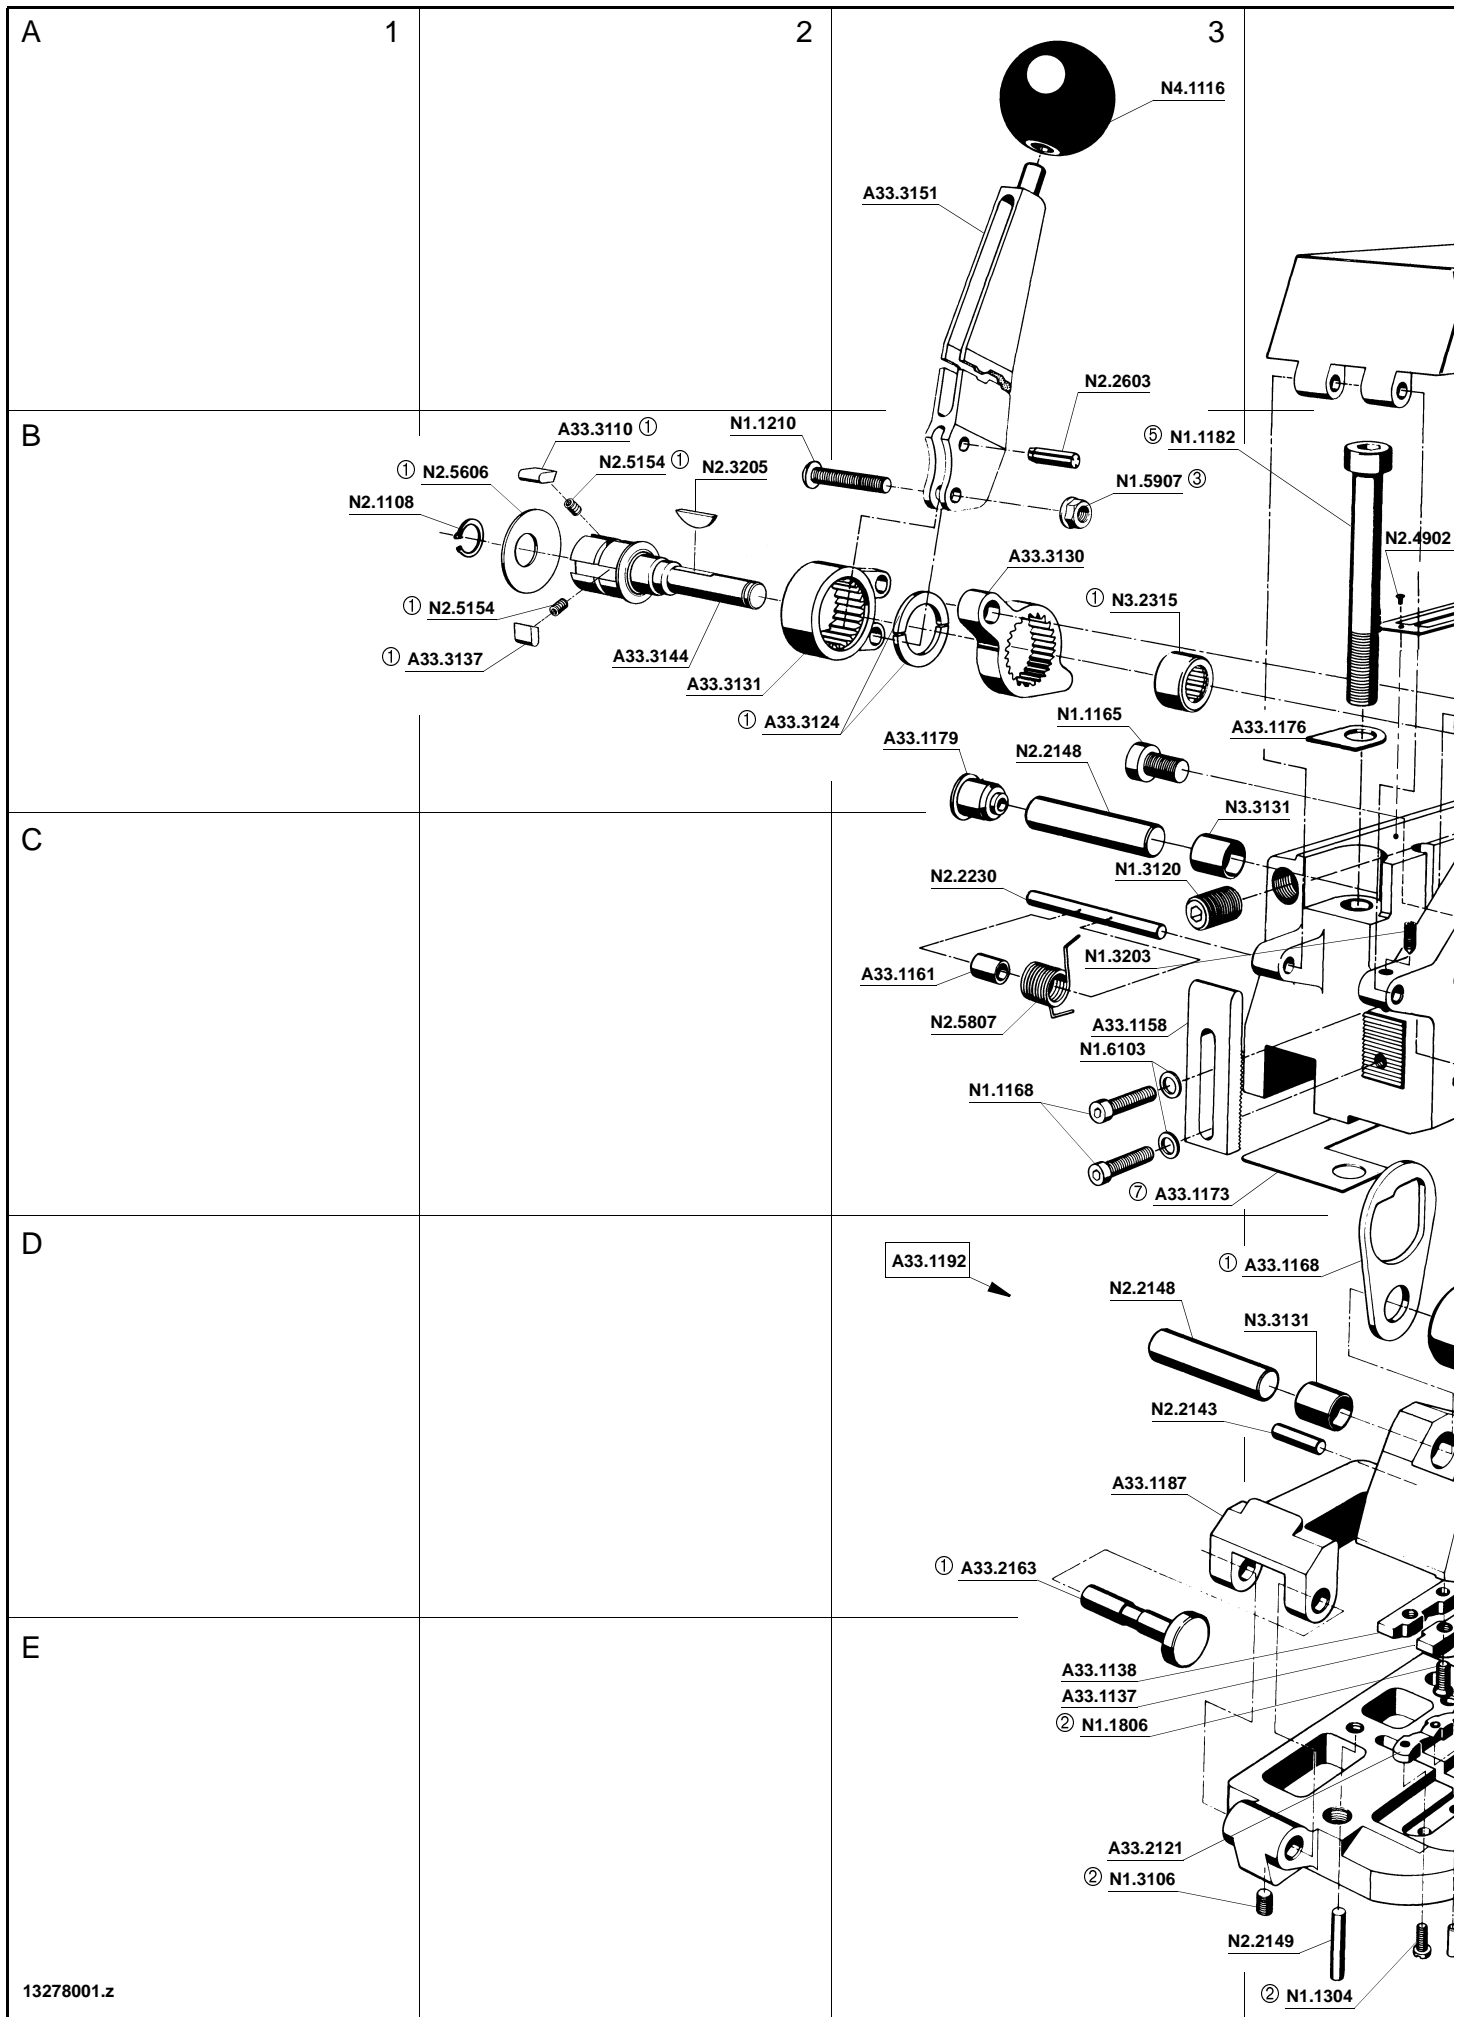 A 1 2 3
N4.1116
A33.3151
N2.2603
B
A33.3110 ①
N1.1210
⑤ N1.1182
① N2.5606
N2.5154 ①
N2.3205
N1.5907 ③
N2.1108
N2.4902
A33.3130
① N3.2315
① N2.5154
① A33.3137
A33.3144
A33.3131
① A33.3124
N1.1165
A33.1176
A33.1179
N2.2148
N3.3131
C
N1.3120
N2.2230
N1.3203
A33.1161
N2.5807
A33.1158
N1.6103
N1.1168
⑦ A33.1173
D
A33.1192
① A33.1168
N2.2148
N3.3131
N2.2143
A33.1187
① A33.2163
E
A33.1138
A33.1137
② N1.1806
A33.2121
② N1.3106
N2.2149
13278001.z
② N1.1304